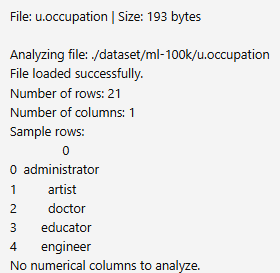 File: u.occupation | Size: 193 bytes
Analyzing file: ./dataset/ml-100k/u.occupation
File loaded successfully.
Number of rows: 21
Number of columns: 1
Sample rows:
0
0 administrator
1 artist
2 doctor
3 educator
4 engineer
No numerical columns to analyze.